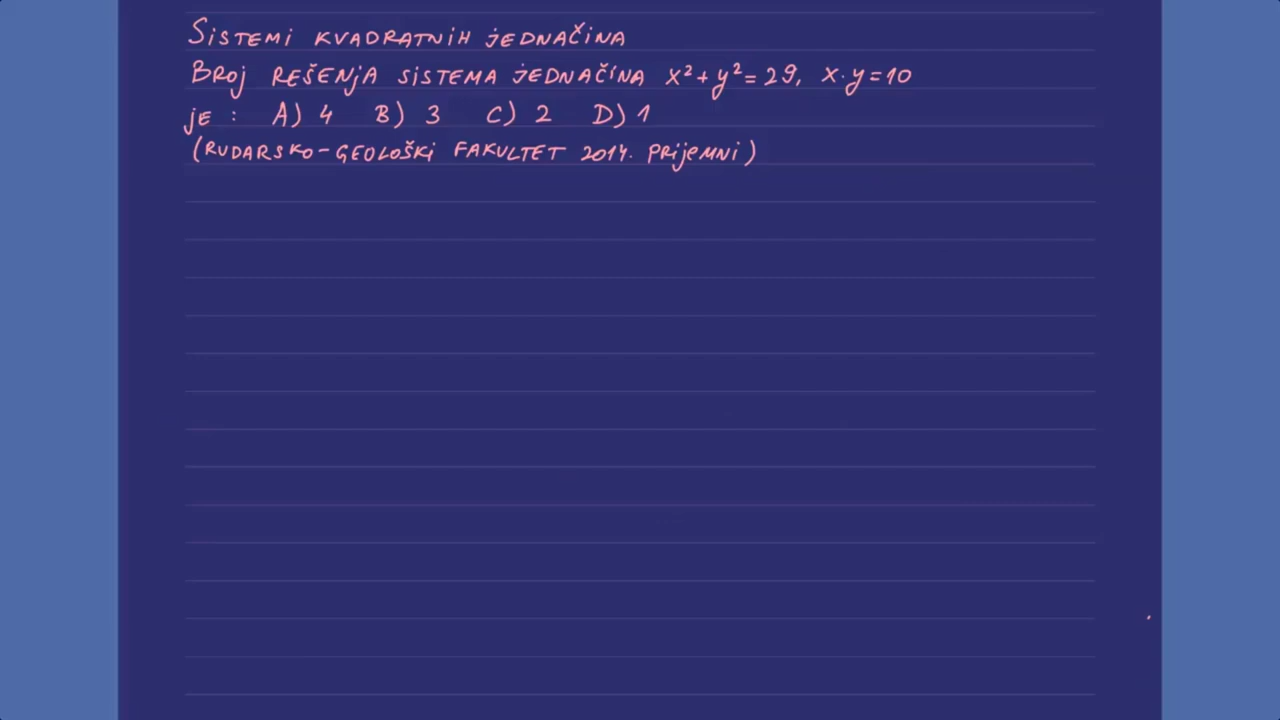 Sistemi kvadratnih jednačina
Broj rešenja sistema jednačina x²+y²=29, x·y=10
je : A) 4 B) 3 C) 2 D) 1
(Rudarsko-geološki fakultet 2014. prijemni)